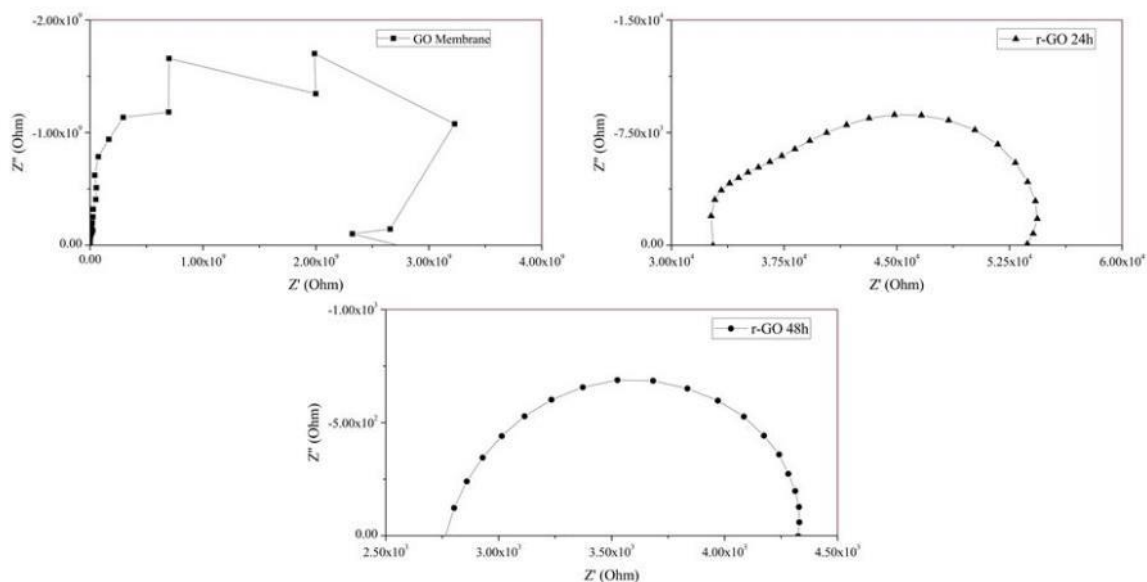 -2.00x10⁹
GO Membrane
Z" (Ohm)
-1.00x10⁹
0.00
0.00
1.00x10⁹
2.00x10⁹
3.00x10⁹
4.00x10⁹
Z' (Ohm)
-1.50x10⁴
r-GO 24h
Z" (Ohm)
-7.50x10³
0.00
3.00x10⁴
3.75x10⁴
4.50x10⁴
5.25x10⁴
6.00x10⁴
Z' (Ohm)
-1.00x10³
r-GO 48h
Z" (Ohm)
-5.00x10²
0.00
2.50x10³
3.00x10³
3.50x10³
4.00x10³
4.50x10³
Z' (Ohm)